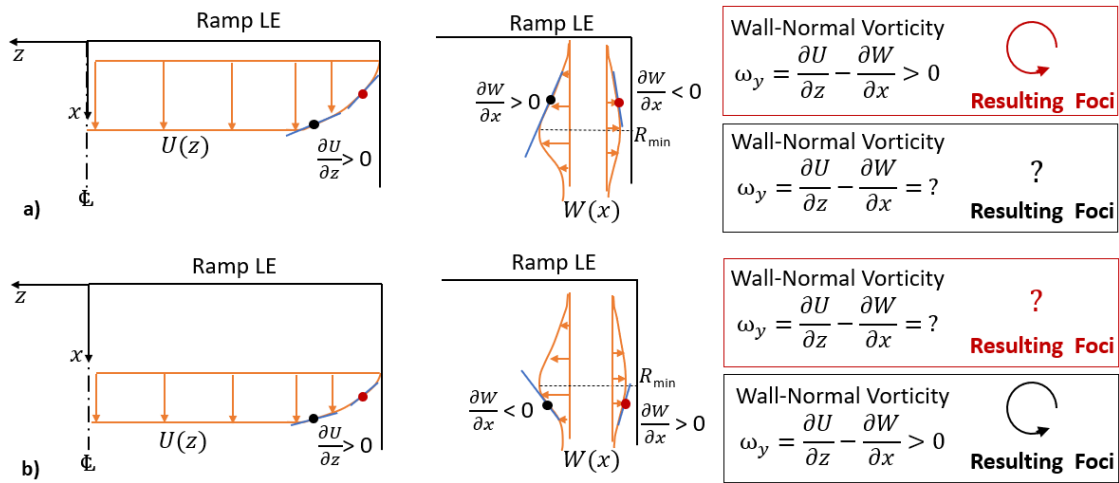 Ramp LE
z
x
U(z)
∂U/∂z > 0
℄
a)
Ramp LE
∂W/∂x > 0
∂W/∂x < 0
R_min
W(x)
Wall-Normal Vorticity
ω_y = ∂U/∂z − ∂W/∂x > 0
Resulting Foci
Wall-Normal Vorticity
ω_y = ∂U/∂z − ∂W/∂x = ?
?
Resulting Foci
Ramp LE
z
x
U(z)
∂U/∂z > 0
℄
b)
Ramp LE
R_min
∂W/∂x < 0
∂W/∂x > 0
W(x)
Wall-Normal Vorticity
ω_y = ∂U/∂z − ∂W/∂x = ?
?
Resulting Foci
Wall-Normal Vorticity
ω_y = ∂U/∂z − ∂W/∂x > 0
Resulting Foci